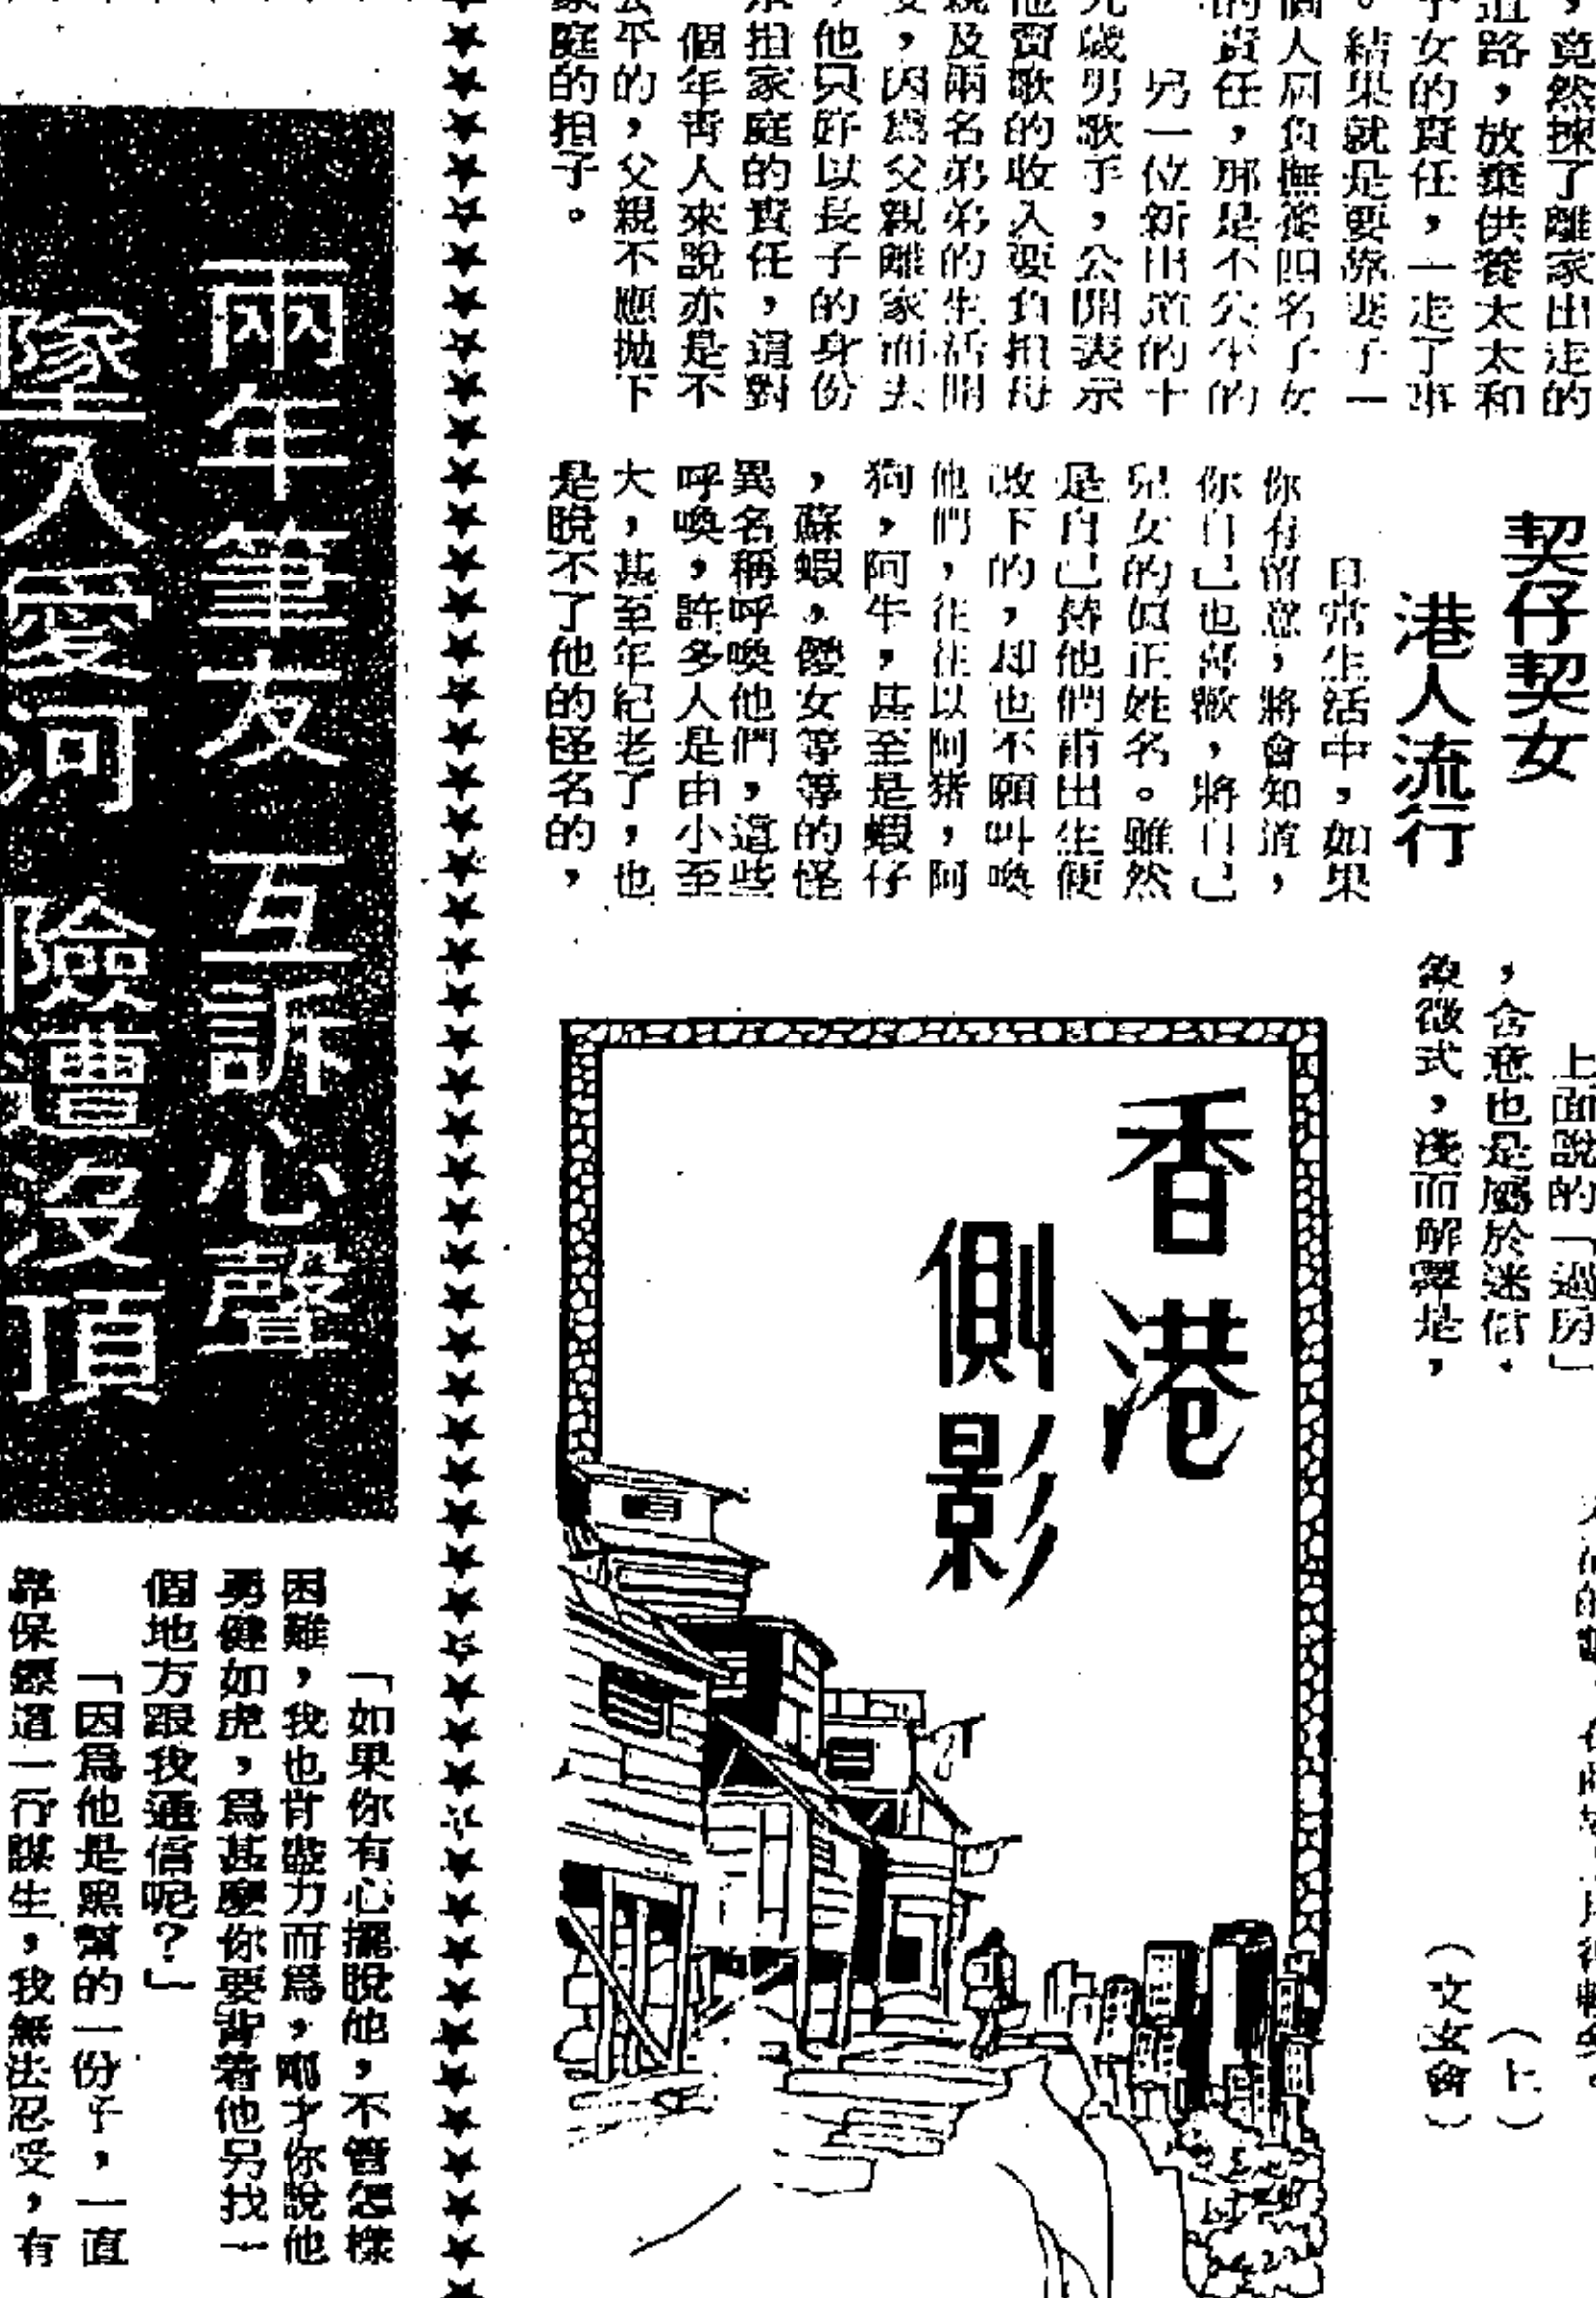 ，竟然揀了離家出走的
道路，放棄供養太太和
子女的責任，一走了事
。結果就是要靠妻子一
個人肩負撫養四名子女
的責任，那是不公平的
另一位新出道的十
九歲男歌手，公開表示
他賣歌的收入要負担母
親及兩名弟弟的生活開
支，因爲父親離家而去
，他只好以長子的身份
承担家庭的責任，這對
個年青人來說亦是不
公平的，父親不應抛下
家庭的担子。
契仔契女
港人流行
日常生活中，如果
你有留意，將會知道，
你自己也喜歡，將自己
兒女的真正姓名。雖然
是自己替他們甫出生便
改下的，却也不願叫喚
他們，往往以阿猪，阿
狗，阿牛，甚至是蝦仔
，蘇蝦，傻女等等的怪
異名稱呼喚他們，這些
呼喚，許多人是由小至
大，甚至年紀老了，也
是脫不了他的怪名的，
上面說的「過房」
，含意也是屬於迷信．
象徵式，淺而解釋是，
（上）
（文友會）
香港
側影
兩年筆友 互訴心聲
墜入愛河 險遭沒頂
「如果你有心擺脫他，不管怎樣
困難，我也肯盡力而爲，剛才你說他
勇健如虎，爲甚麼你要背着他另找一
個地方跟我通信呢？」
「因爲他是黑幫的一份子，一直
靠保鏢這一行謀生，我無法忍受，有